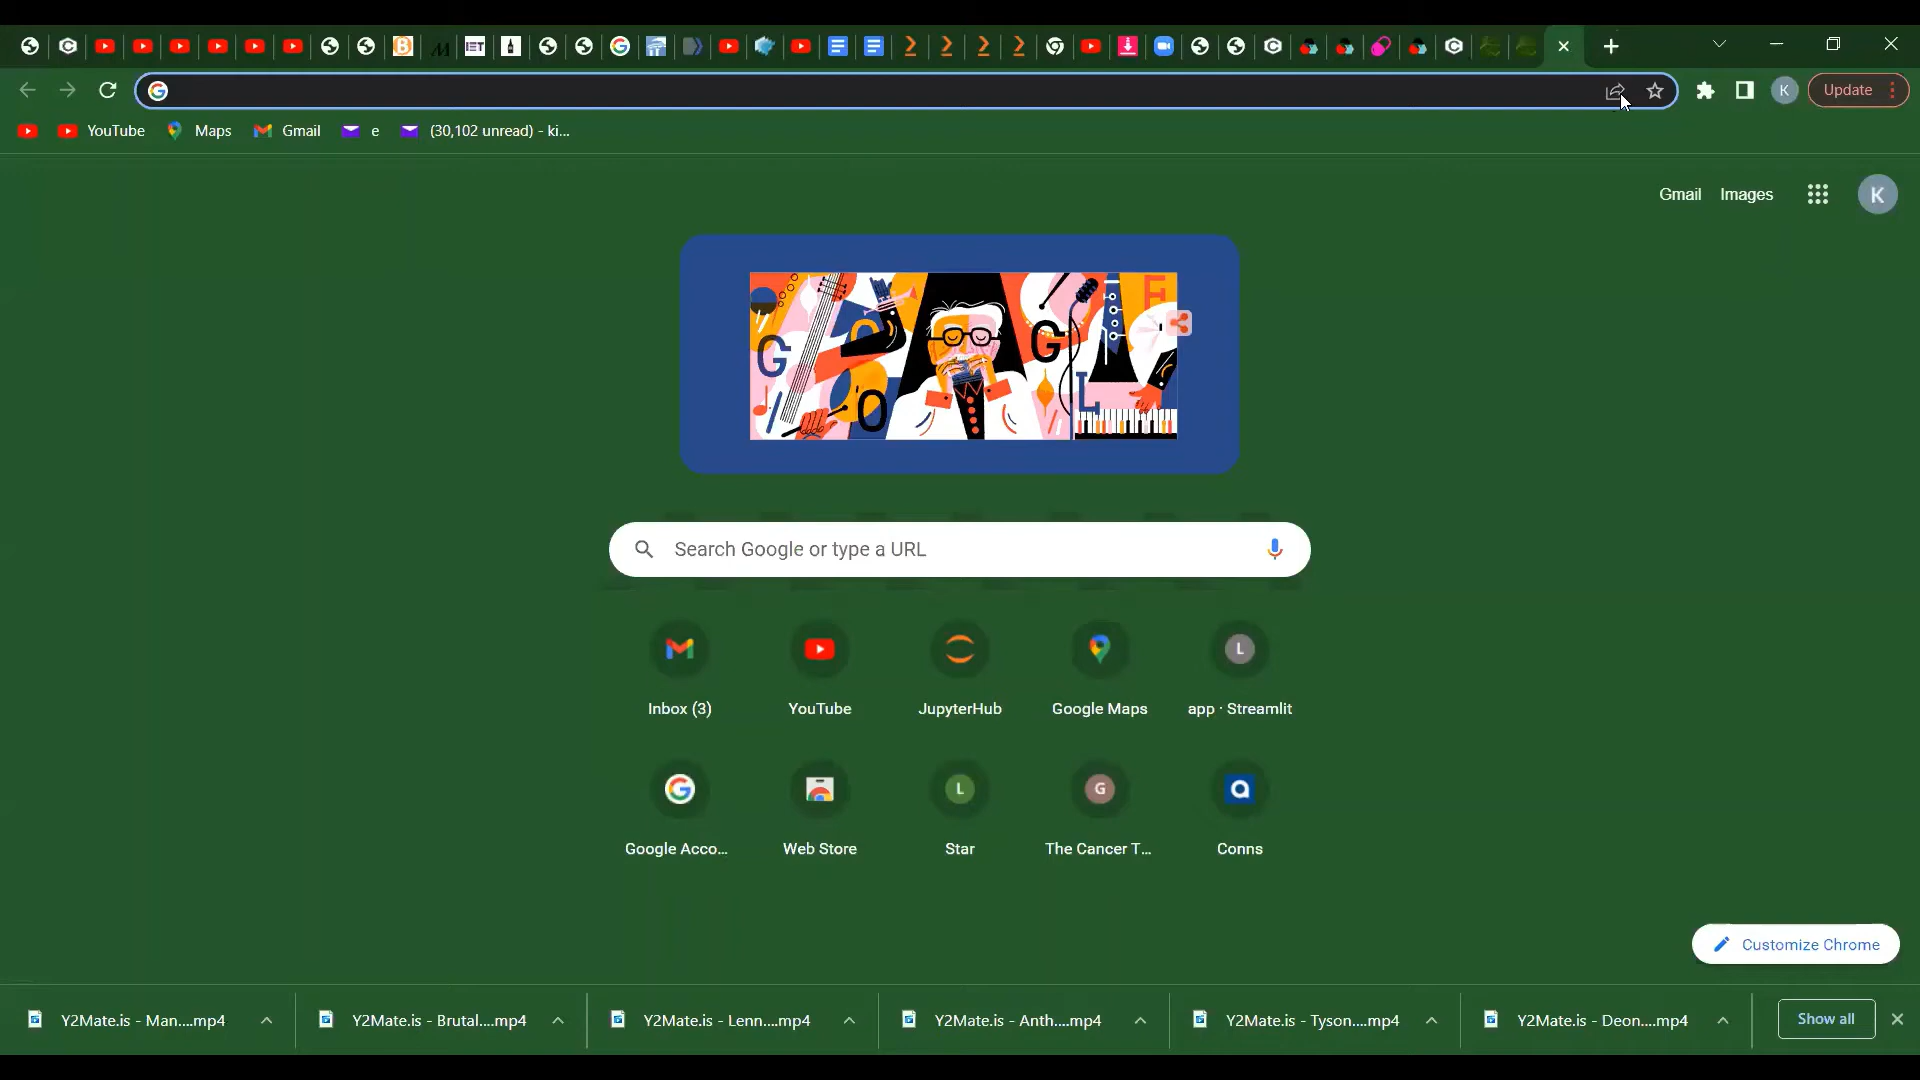 IET
K
Update
YouTube
Maps
Gmail
e
(30,102 unread) - ki...
Gmail
Images
K
G O O G L E
Search Google or type a URL
L
Inbox (3)
YouTube
JupyterHub
Google Maps
app · Streamlit
L
G
Google Acco...
Web Store
Star
The Cancer T...
Conns
Customize Chrome
Y2Mate.is - Man....mp4
Y2Mate.is - Brutal....mp4
Y2Mate.is - Lenn....mp4
Y2Mate.is - Anth....mp4
Y2Mate.is - Tyson....mp4
Y2Mate.is - Deon....mp4
Show all